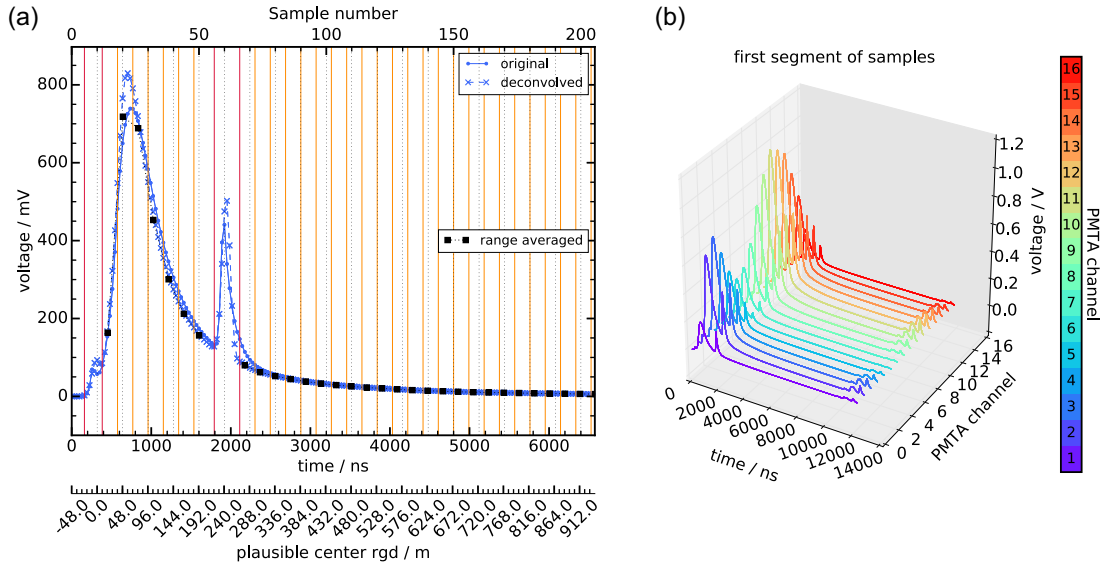 (a)
Sample number
0 50 100 150 200
original
deconvolved
range averaged
voltage / mV
800
600
400
200
0
0 1000 2000 3000 4000 5000 6000
time / ns
-48.0 0.0 48.0 96.0 144.0 192.0 240.0 288.0 336.0 384.0 432.0 480.0 528.0 576.0 624.0 672.0 720.0 768.0 816.0 864.0 912.0
plausible center rgd / m
(b)
first segment of samples
1.2
1.0
0.8
0.6
0.4
0.2
0.0
voltage / V
0 2000 4000 6000 8000 10000 12000 14000
time / ns
0 2 4 6 8 10 12 14 16
PMTA channel
16
15
14
13
12
11
10
9
8
7
6
5
4
3
2
1
PMTA channel